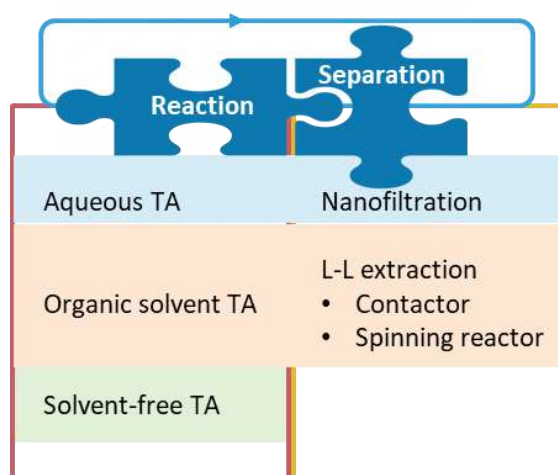 Reaction
Separation
Aqueous TA
Nanofiltration
Organic solvent TA
L-L extraction
• Contactor
• Spinning reactor
Solvent-free TA